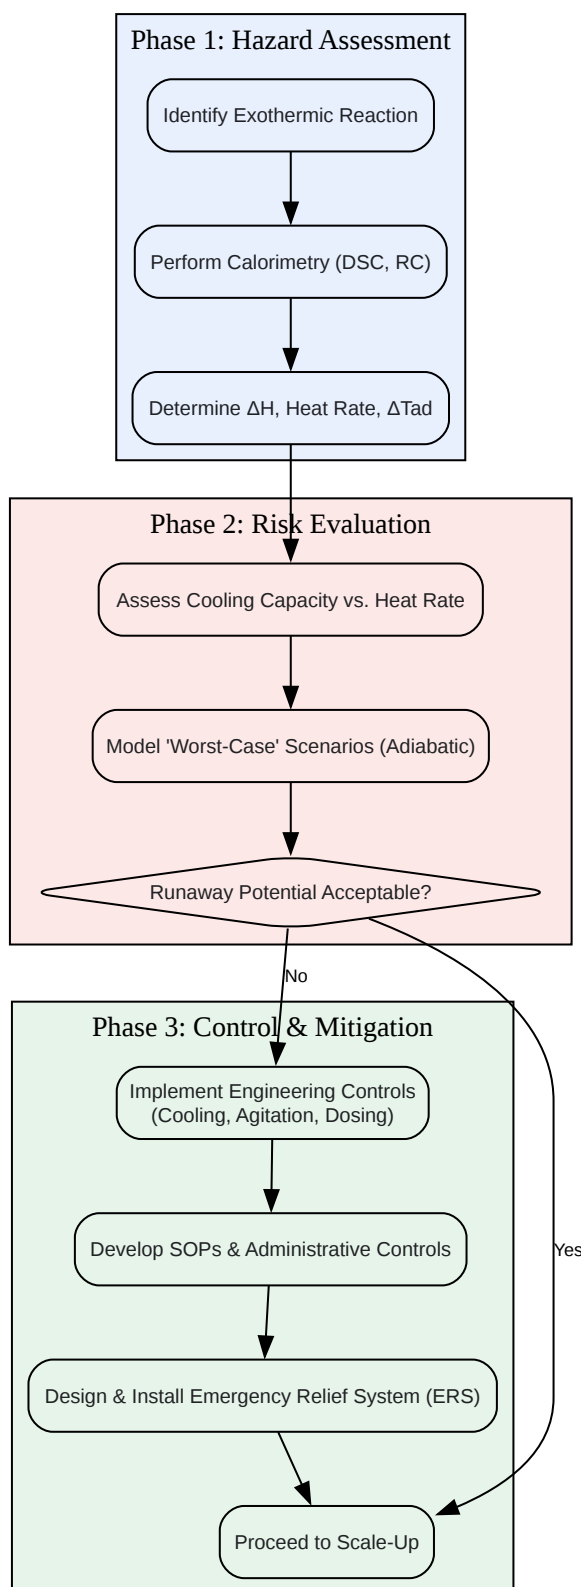 Phase 1: Hazard Assessment
Identify Exothermic Reaction
Perform Calorimetry (DSC, RC)
Determine ΔH, Heat Rate, ΔTad
Phase 2: Risk Evaluation
Assess Cooling Capacity vs. Heat Rate
Model 'Worst-Case' Scenarios (Adiabatic)
Runaway Potential Acceptable?
No
Phase 3: Control & Mitigation
Implement Engineering Controls
(Cooling, Agitation, Dosing)
Develop SOPs & Administrative Controls
Yes
Design & Install Emergency Relief System (ERS)
Proceed to Scale-Up